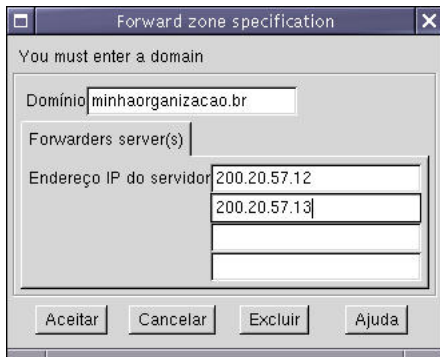 Forward zone specification
You must enter a domain
Domínio minhaorganizacao.br
Forwarders server(s)
Endereço IP do servidor 200.20.57.12
200.20.57.13
Aceitar Cancelar Excluir Ajuda